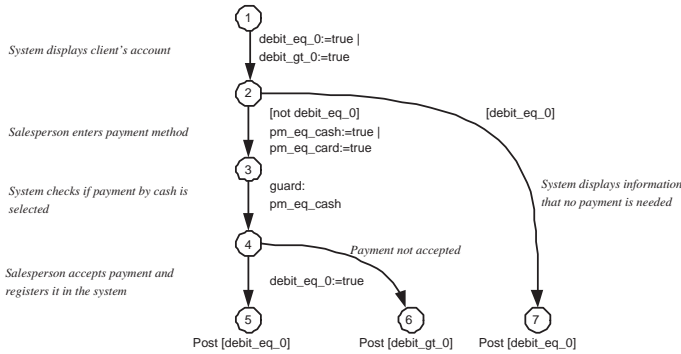 1
System displays client's account
debit_eq_0:=true |
debit_gt_0:=true
2
[not debit_eq_0]
[debit_eq_0]
Salesperson enters payment method
pm_eq_cash:=true |
pm_eq_card:=true
3
System checks if payment by cash is
selected
guard:
pm_eq_cash
System displays information
that no payment is needed
4
Payment not accepted
Salesperson accepts payment and
registers it in the system
debit_eq_0:=true
5
6
7
Post [debit_eq_0]
Post [debit_gt_0]
Post [debit_eq_0]